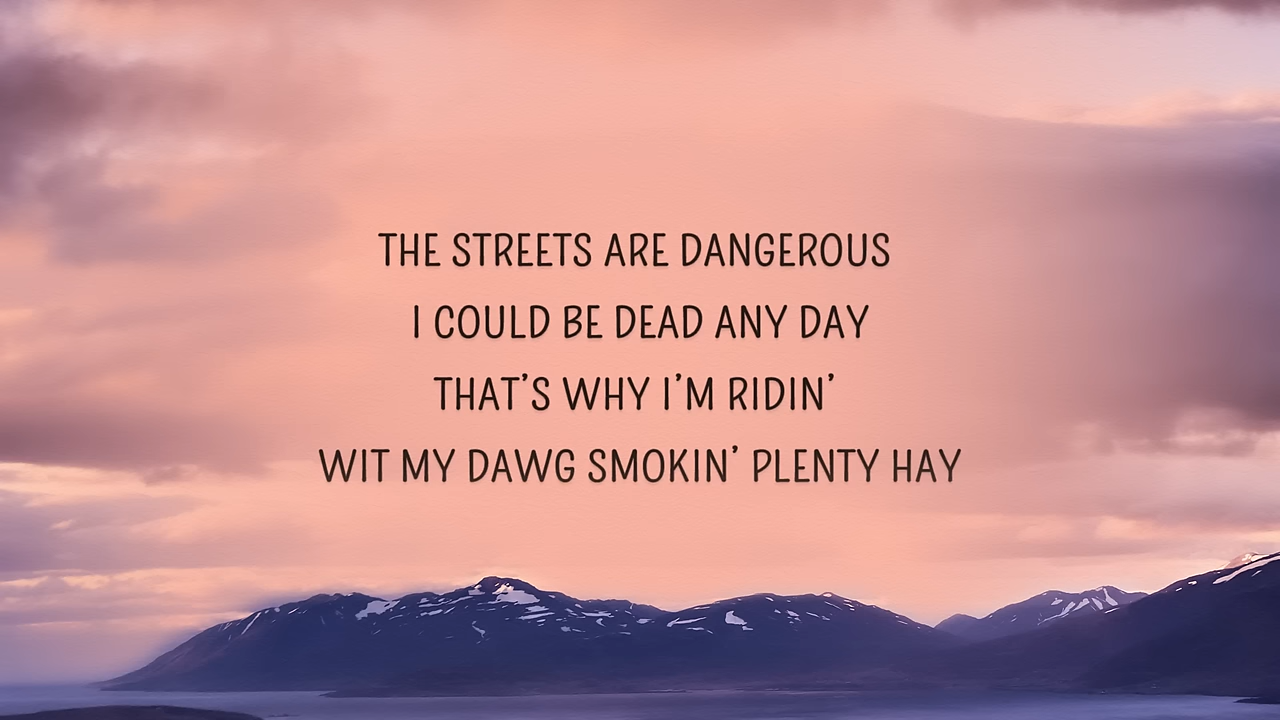 THE STREETS ARE DANGEROUS
I COULD BE DEAD ANY DAY
THAT'S WHY I'M RIDIN'
WIT MY DAWG SMOKIN' PLENTY HAY